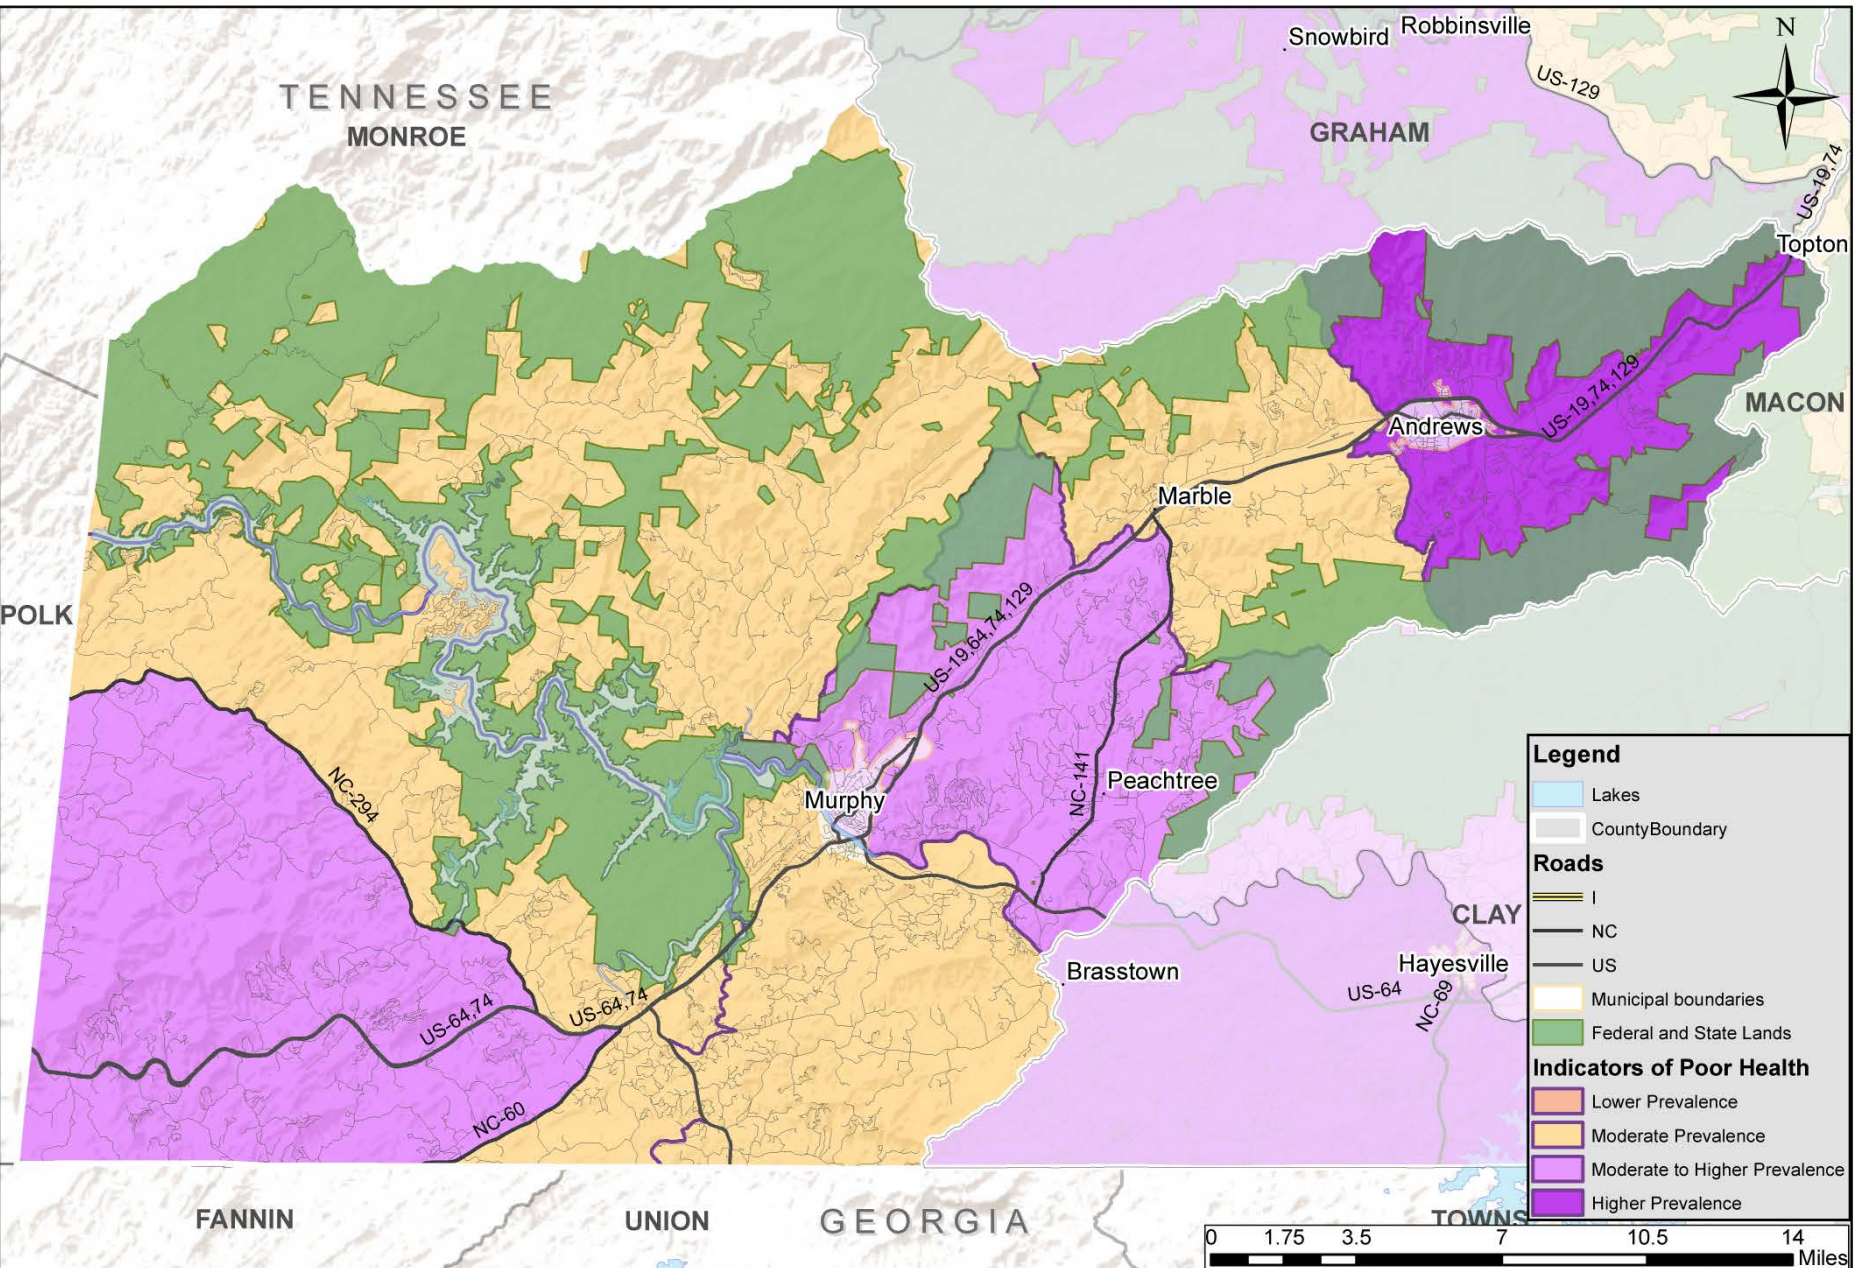 Snowbird
Robbinsville
N
TENNESSEE
MONROE
US-129
GRAHAM
US-19,74
Topton
MACON
US-19,74,129
Andrews
Marble
POLK
US-19,64,74,129
NC-294
Murphy
NC-141
Peachtree
CLAY
Brasstown
Hayesville
US-64
NC-69
US-64,74
US-64,74
NC-60
FANNIN
UNION
GEORGIA
TOWNS
Legend
Lakes
CountyBoundary
Roads
I
NC
US
Municipal boundaries
Federal and State Lands
Indicators of Poor Health
Lower Prevalence
Moderate Prevalence
Moderate to Higher Prevalence
Higher Prevalence
0 1.75 3.5 7 10.5 14
Miles